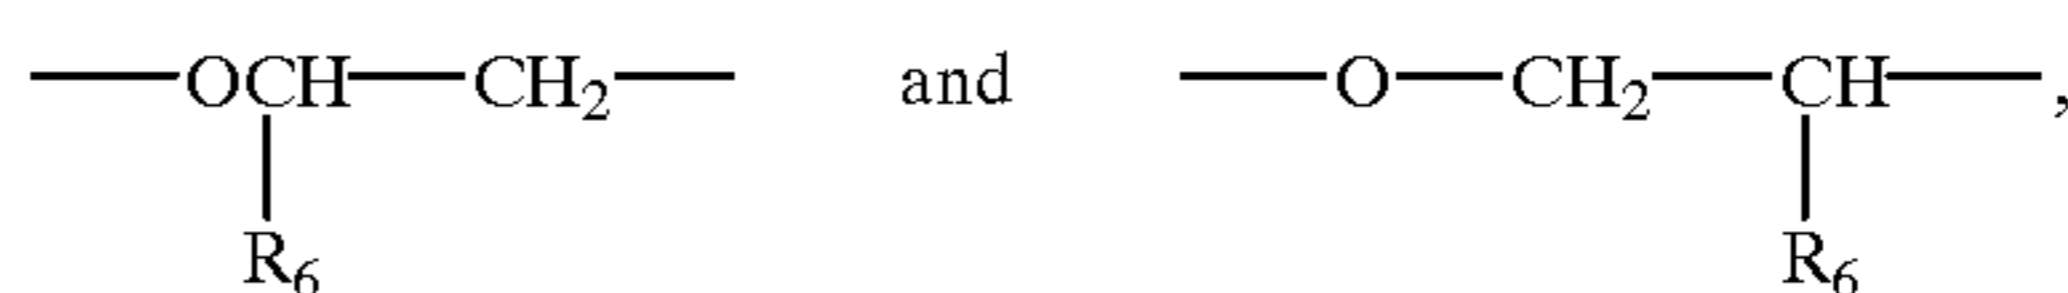 —OCH—CH₂— and —O—CH₂—CH—,
R₆ R₆